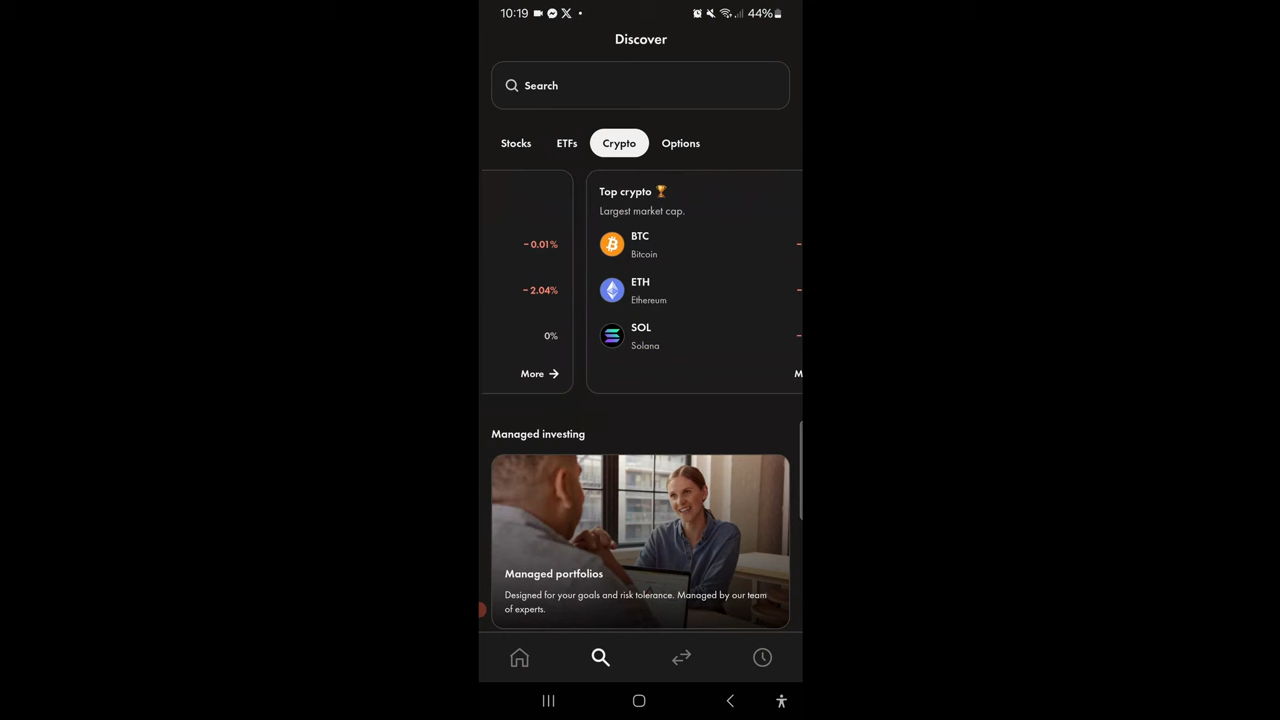 10:19
44%
Discover
Search
Stocks
ETFs
Crypto
Options
-0.01%
-2.04%
0%
More →
Top crypto 🏆
Largest market cap.
BTC
Bitcoin
ETH
Ethereum
SOL
Solana
M
Managed investing
Managed portfolios
Designed for your goals and risk tolerance. Managed by our team
of experts.